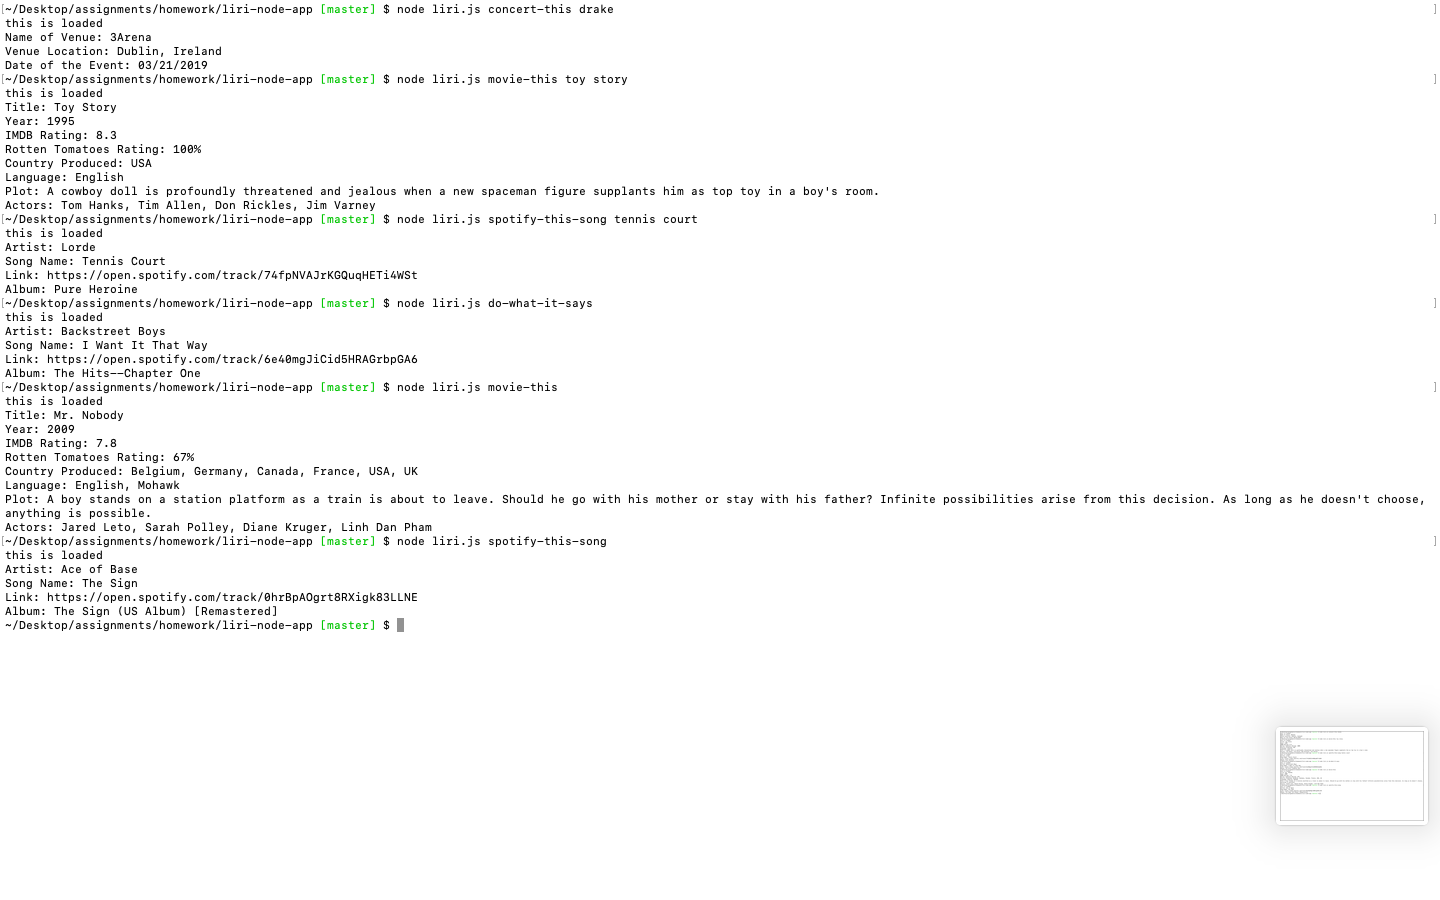 [~/Desktop/assignments/homework/liri-node-app [master] $ node liri.js concert-this drake ]
this is loaded
Name of Venue: 3Arena
Venue Location: Dublin, Ireland
Date of the Event: 03/21/2019
[~/Desktop/assignments/homework/liri-node-app [master] $ node liri.js movie-this toy story ]
this is loaded
Title: Toy Story
Year: 1995
IMDB Rating: 8.3
Rotten Tomatoes Rating: 100%
Country Produced: USA
Language: English
Plot: A cowboy doll is profoundly threatened and jealous when a new spaceman figure supplants him as top toy in a boy's room.
Actors: Tom Hanks, Tim Allen, Don Rickles, Jim Varney
[~/Desktop/assignments/homework/liri-node-app [master] $ node liri.js spotify-this-song tennis court ]
this is loaded
Artist: Lorde
Song Name: Tennis Court
Link: https://open.spotify.com/track/74fpNVAJrKGQuqHETi4WSt
Album: Pure Heroine
[~/Desktop/assignments/homework/liri-node-app [master] $ node liri.js do-what-it-says ]
this is loaded
Artist: Backstreet Boys
Song Name: I Want It That Way
Link: https://open.spotify.com/track/6e40mgJiCid5HRAGrbpGA6
Album: The Hits--Chapter One
[~/Desktop/assignments/homework/liri-node-app [master] $ node liri.js movie-this ]
this is loaded
Title: Mr. Nobody
Year: 2009
IMDB Rating: 7.8
Rotten Tomatoes Rating: 67%
Country Produced: Belgium, Germany, Canada, France, USA, UK
Language: English, Mohawk
Plot: A boy stands on a station platform as a train is about to leave. Should he go with his mother or stay with his father? Infinite possibilities arise from this decision. As long as he doesn't choose,
anything is possible.
Actors: Jared Leto, Sarah Polley, Diane Kruger, Linh Dan Pham
[~/Desktop/assignments/homework/liri-node-app [master] $ node liri.js spotify-this-song ]
this is loaded
Artist: Ace of Base
Song Name: The Sign
Link: https://open.spotify.com/track/0hrBpAOgrt8RXigk83LLNE
Album: The Sign (US Album) [Remastered]
~/Desktop/assignments/homework/liri-node-app [master] $